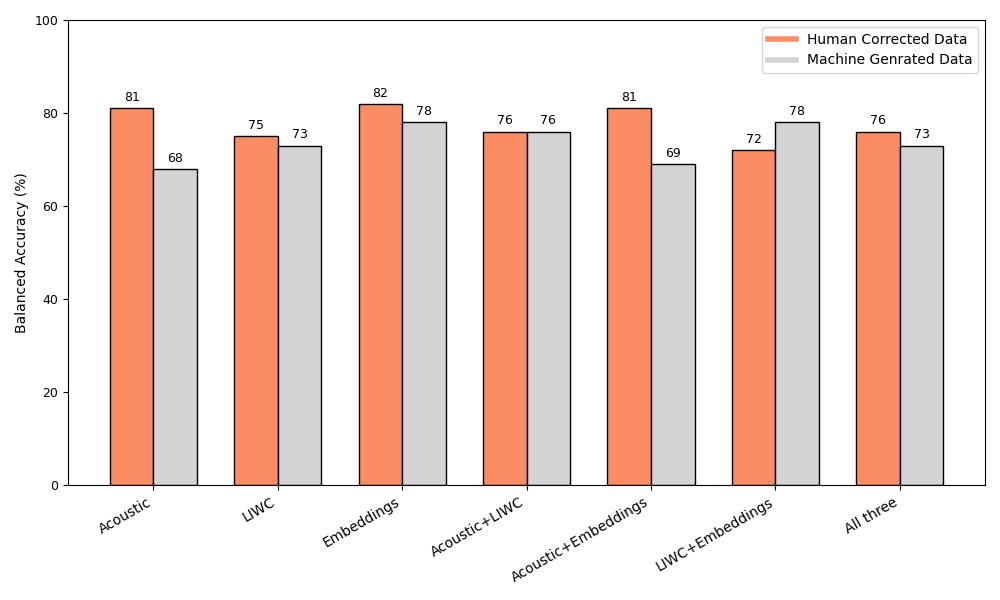 100
80
60
40
20
0
Balanced Accuracy (%)
Human Corrected Data
Machine Genrated Data
81
68
75
73
82
78
76
76
81
69
72
78
76
73
Acoustic
LIWC
Embeddings
Acoustic+LIWC
Acoustic+Embeddings
LIWC+Embeddings
All three